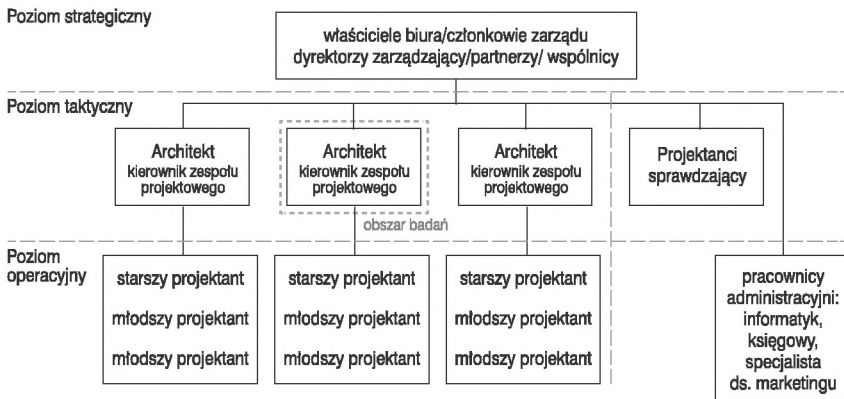 Poziom strategiczny
właściciele biura/członkowie zarządu
dyrektorzy zarządzający/partnerzy/ wspólnicy
Poziom taktyczny
Architekt
kierownik zespołu
projektowego
Architekt
kierownik zespołu
projektowego
Architekt
kierownik zespołu
projektowego
Projektanci
sprawdzający
obszar badań
Poziom
operacyjny
starszy projektant
młodszy projektant
młodszy projektant
starszy projektant
młodszy projektant
młodszy projektant
starszy projektant
młodszy projektant
młodszy projektant
pracownicy
administracyjni:
informatyk,
księgowy,
specjalista
ds. marketingu